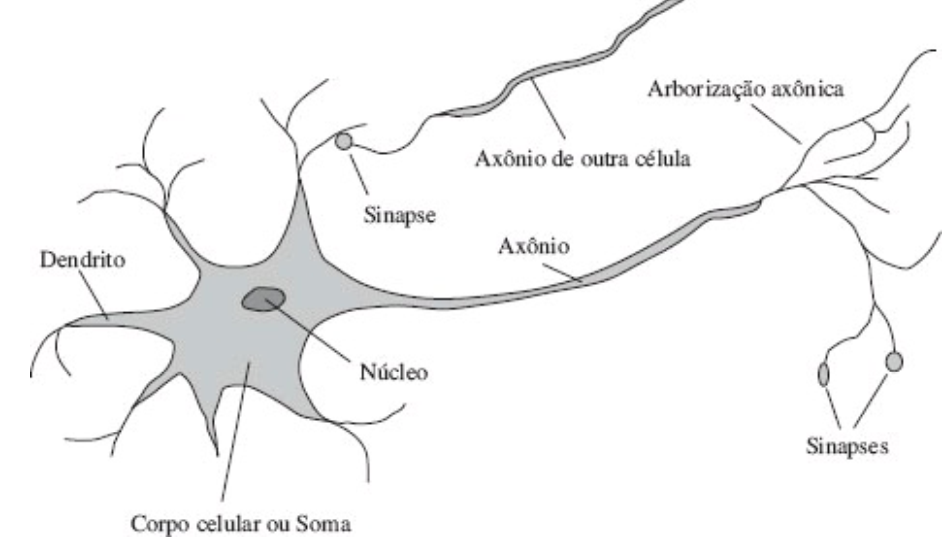 Arborização axônica
Axônio de outra célula
Sinapse
Axônio
Dendrito
Núcleo
Sinapses
Corpo celular ou Soma